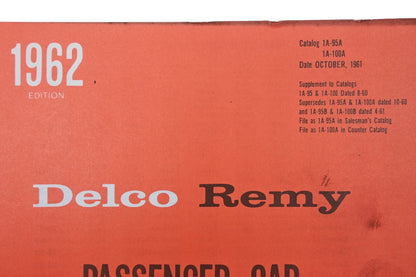 1962
EDITION
Catalog 1A-95A
1A-100A
Date OCTOBER, 1961
Supplement to Catalogs
1A-95 & 1A-100 Dated 8-60
Supersedes 1A-95A & 1A-100A dated 10-60
and 1A-95B & 1A-100B dated 4-61
File as 1A-95A in Salesman's Catalog
File as 1A-100A in Counter Catalog
Delco Remy
PASSENGER CAR